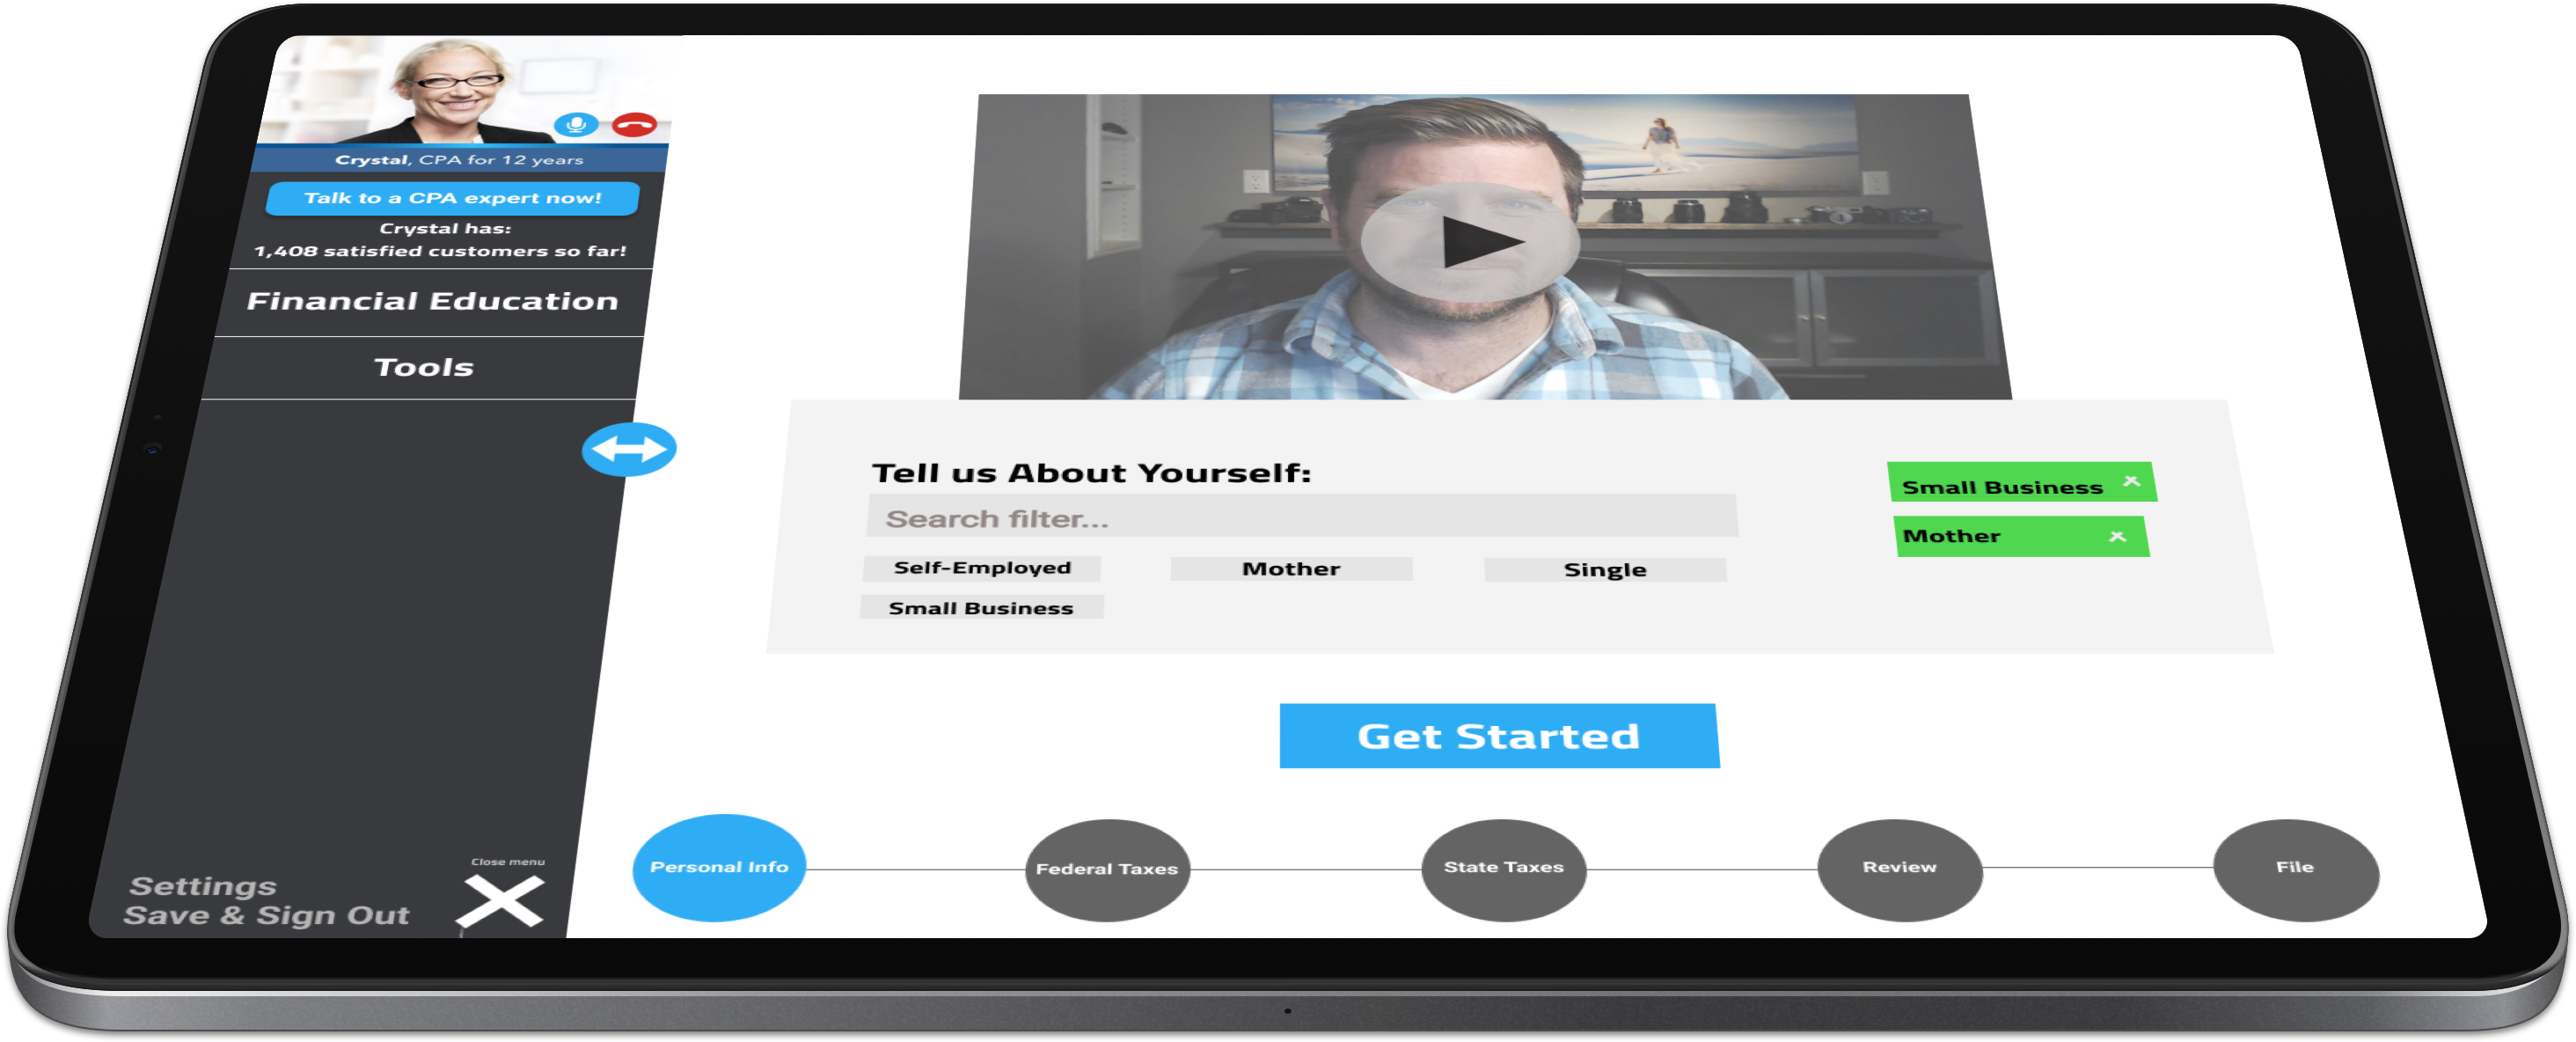 Crystal, CPA for 12 years
Talk to a CPA expert now!
Crystal has:
1,408 satisfied customers so far!
Financial Education
Tools
Close menu
Settings
Save & Sign Out
Tell us About Yourself:
Search filter...
Self-Employed
Mother
Single
Small Business
Small Business ×
Mother ×
Get Started
Personal Info
Federal Taxes
State Taxes
Review
File